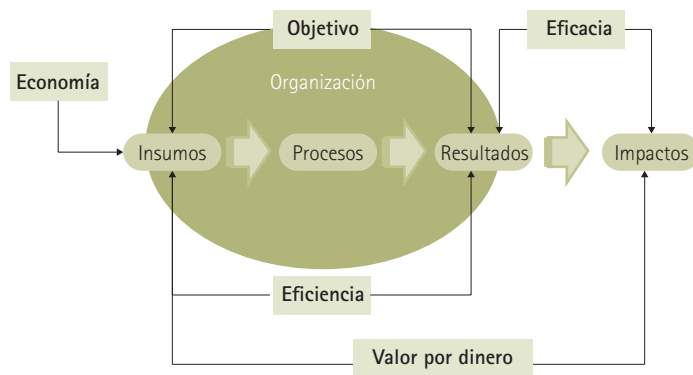 Objetivo
Eficacia
Organización
Economía
Insumos
Procesos
Resultados
Impactos
Eficiencia
Valor por dinero